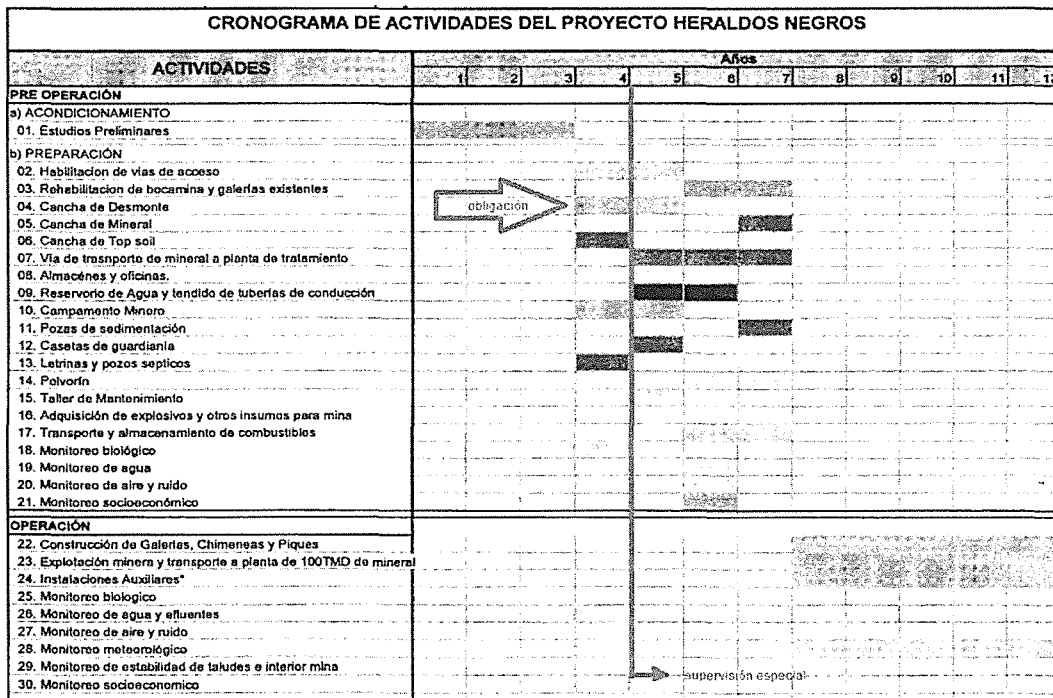 CRONOGRAMA DE ACTIVIDADES DEL PROYECTO HERALDOS NEGROS
ACTIVIDADES
Años
1 2 3 4 5 6 7 8 9 10 11 12
PRE OPERACIÓN
a) ACONDICIONAMIENTO
01. Estudios Preliminares
b) PREPARACIÓN
02. Habilitacion de vias de acceso
03. Rehabilitacion de bocamina y galerías existentes
04. Cancha de Desmonte
obligación
05. Cancha de Mineral
06. Cancha de Top soil
07. Vía de trasnporte de mineral a planta de tratamiento
08. Almacénes y oficinas.
09. Reservorio de Agua y tendido de tuberías de conducción
10. Campamento Minero
11. Pozas de sedimentación
12. Casetas de guardianía
13. Letrinas y pozos septicos
14. Polvorín
15. Taller de Mantenimiento
16. Adquisición de explosivos y otros insumos para mina
17. Transporte y almacenamiento de combustibles
18. Monitoreo biológico
19. Monitoreo de agua
20. Monitoreo de aire y ruido
21. Monitoreo socioeconómico
OPERACIÓN
22. Construcción de Galerías, Chimeneas y Piques
23. Explotación minera y transporte a planta de 100TMD de mineral
24. Instalaciones Auxiliares*
25. Monitoreo biologico
26. Monitoreo de agua y efluentes
27. Monitoreo de aire y ruido
28. Monitoreo meteorológico
29. Monitoreo de estabilidad de taludes e interior mina
30. Monitoreo socioeconomico
supervisión especial